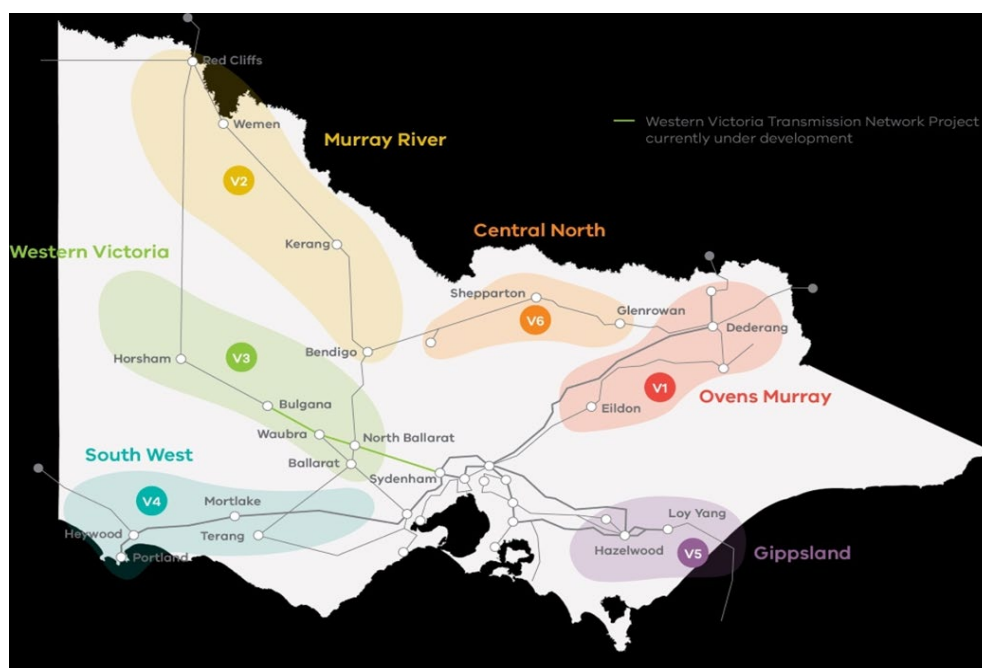 Red Cliffs
Wemen
Murray River
Western Victoria Transmission Network Project
currently under development
V2
Central North
Kerang
Western Victoria
Shepparton
Glenrowan
V6
Dederang
Bendigo
Horsham
V3
V1
Ovens Murray
Bulgana
Eildon
Waubra
North Ballarat
South West
Ballarat
Sydenham
V4
Mortlake
Loy Yang
Heywood
Terang
Hazelwood
V5
Gippsland
Portland